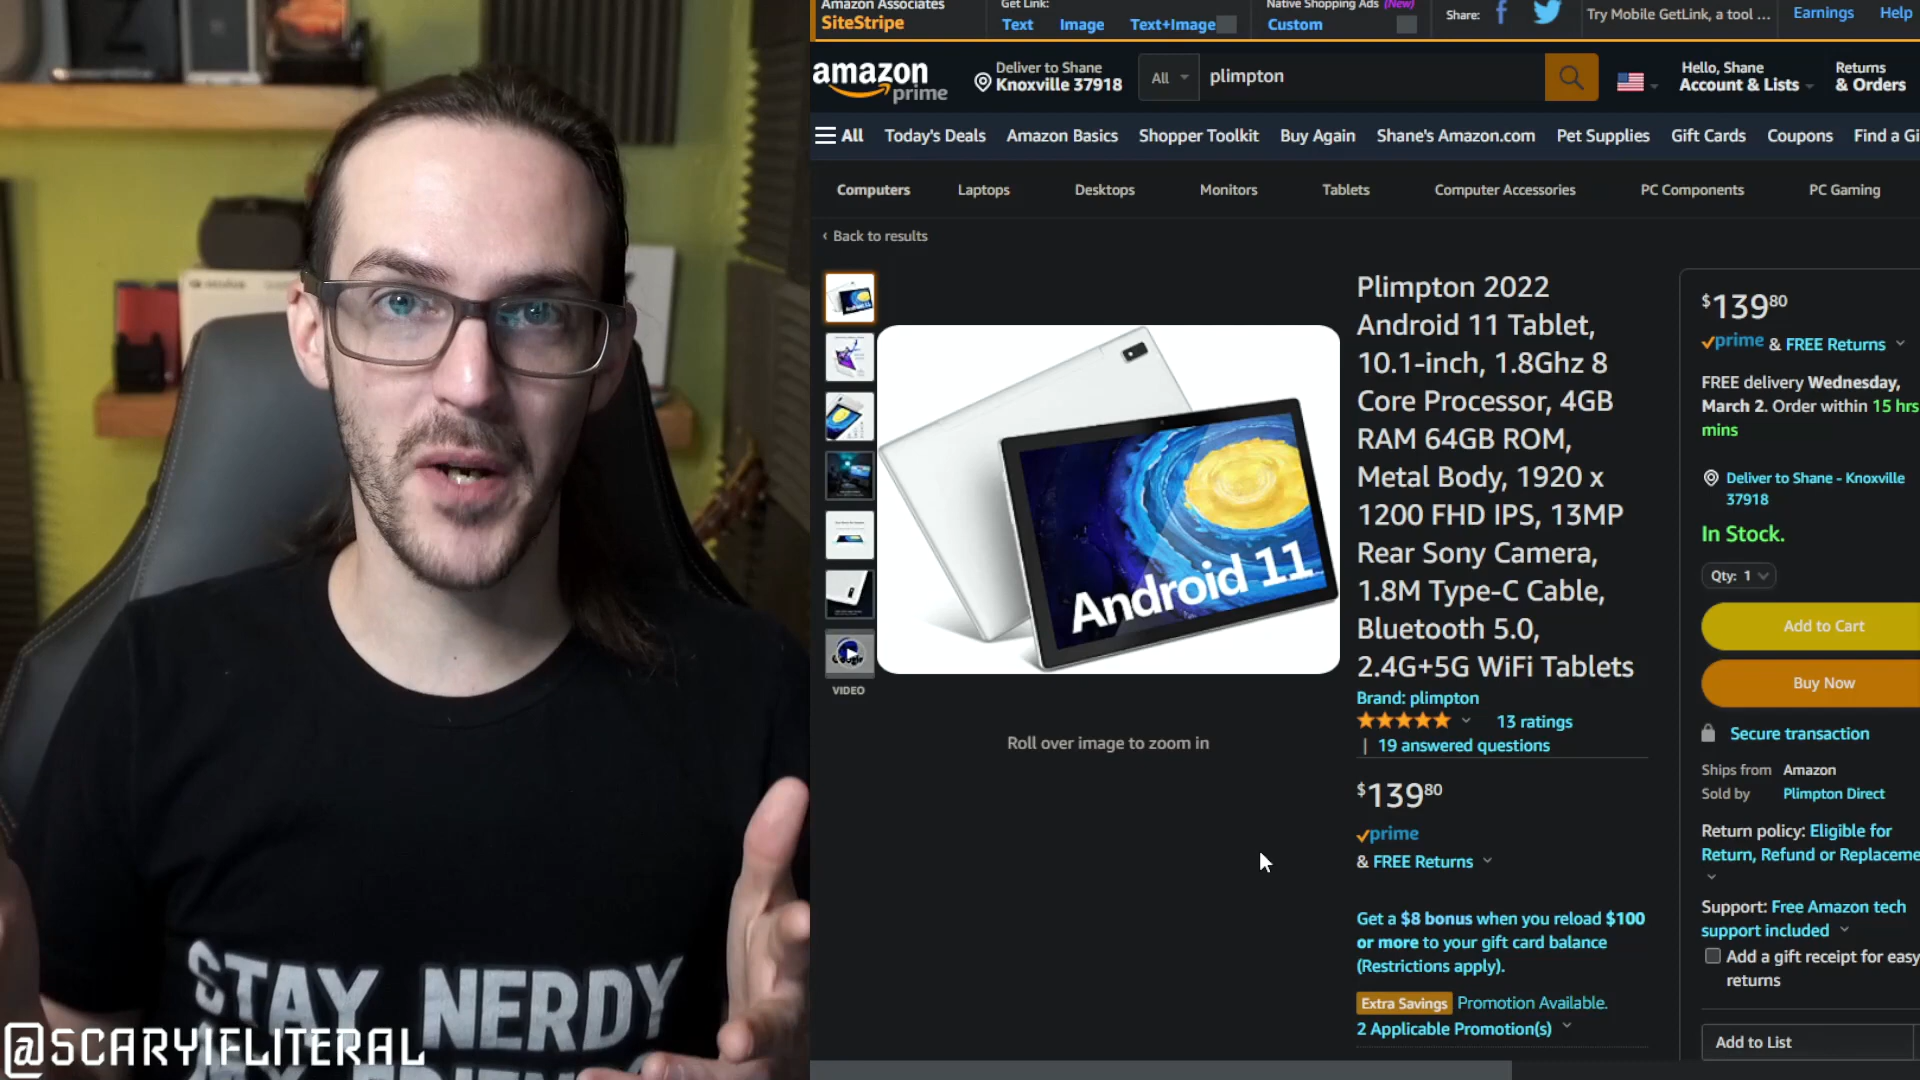 Amazon Associates
SiteStripe
Get Link:
Text
Image
Text+Image
Native Shopping Ads (New)
Custom
Share:
Try Mobile GetLink, a tool ...
Earnings
Help
amazon
prime
Deliver to Shane
Knoxville 37918
All
plimpton
Hello, Shane
Account & Lists
Returns
& Orders
All
Today's Deals
Amazon Basics
Shopper Toolkit
Buy Again
Shane's Amazon.com
Pet Supplies
Gift Cards
Coupons
Find a Gi
Computers
Laptops
Desktops
Monitors
Tablets
Computer Accessories
PC Components
PC Gaming
‹ Back to results
Android 11
VIDEO
Roll over image to zoom in
Plimpton 2022
Android 11 Tablet,
10.1-inch, 1.8Ghz 8
Core Processor, 4GB
RAM 64GB ROM,
Metal Body, 1920 x
1200 FHD IPS, 13MP
Rear Sony Camera,
1.8M Type-C Cable,
Bluetooth 5.0,
2.4G+5G WiFi Tablets
Brand: plimpton
13 ratings
| 19 answered questions
$13980
prime
& FREE Returns
Get a $8 bonus when you reload $100
or more to your gift card balance
(Restrictions apply).
Extra Savings Promotion Available.
2 Applicable Promotion(s)
$13980
prime & FREE Returns
FREE delivery Wednesday,
March 2. Order within 15 hrs
mins
Deliver to Shane - Knoxville
37918
In Stock.
Qty: 1
Add to Cart
Buy Now
Secure transaction
Ships from Amazon
Sold by Plimpton Direct
Return policy: Eligible for
Return, Refund or Replaceme
Support: Free Amazon tech
support included
Add a gift receipt for easy
returns
Add to List
STAY NERDY
@SCARYIFLITERAL